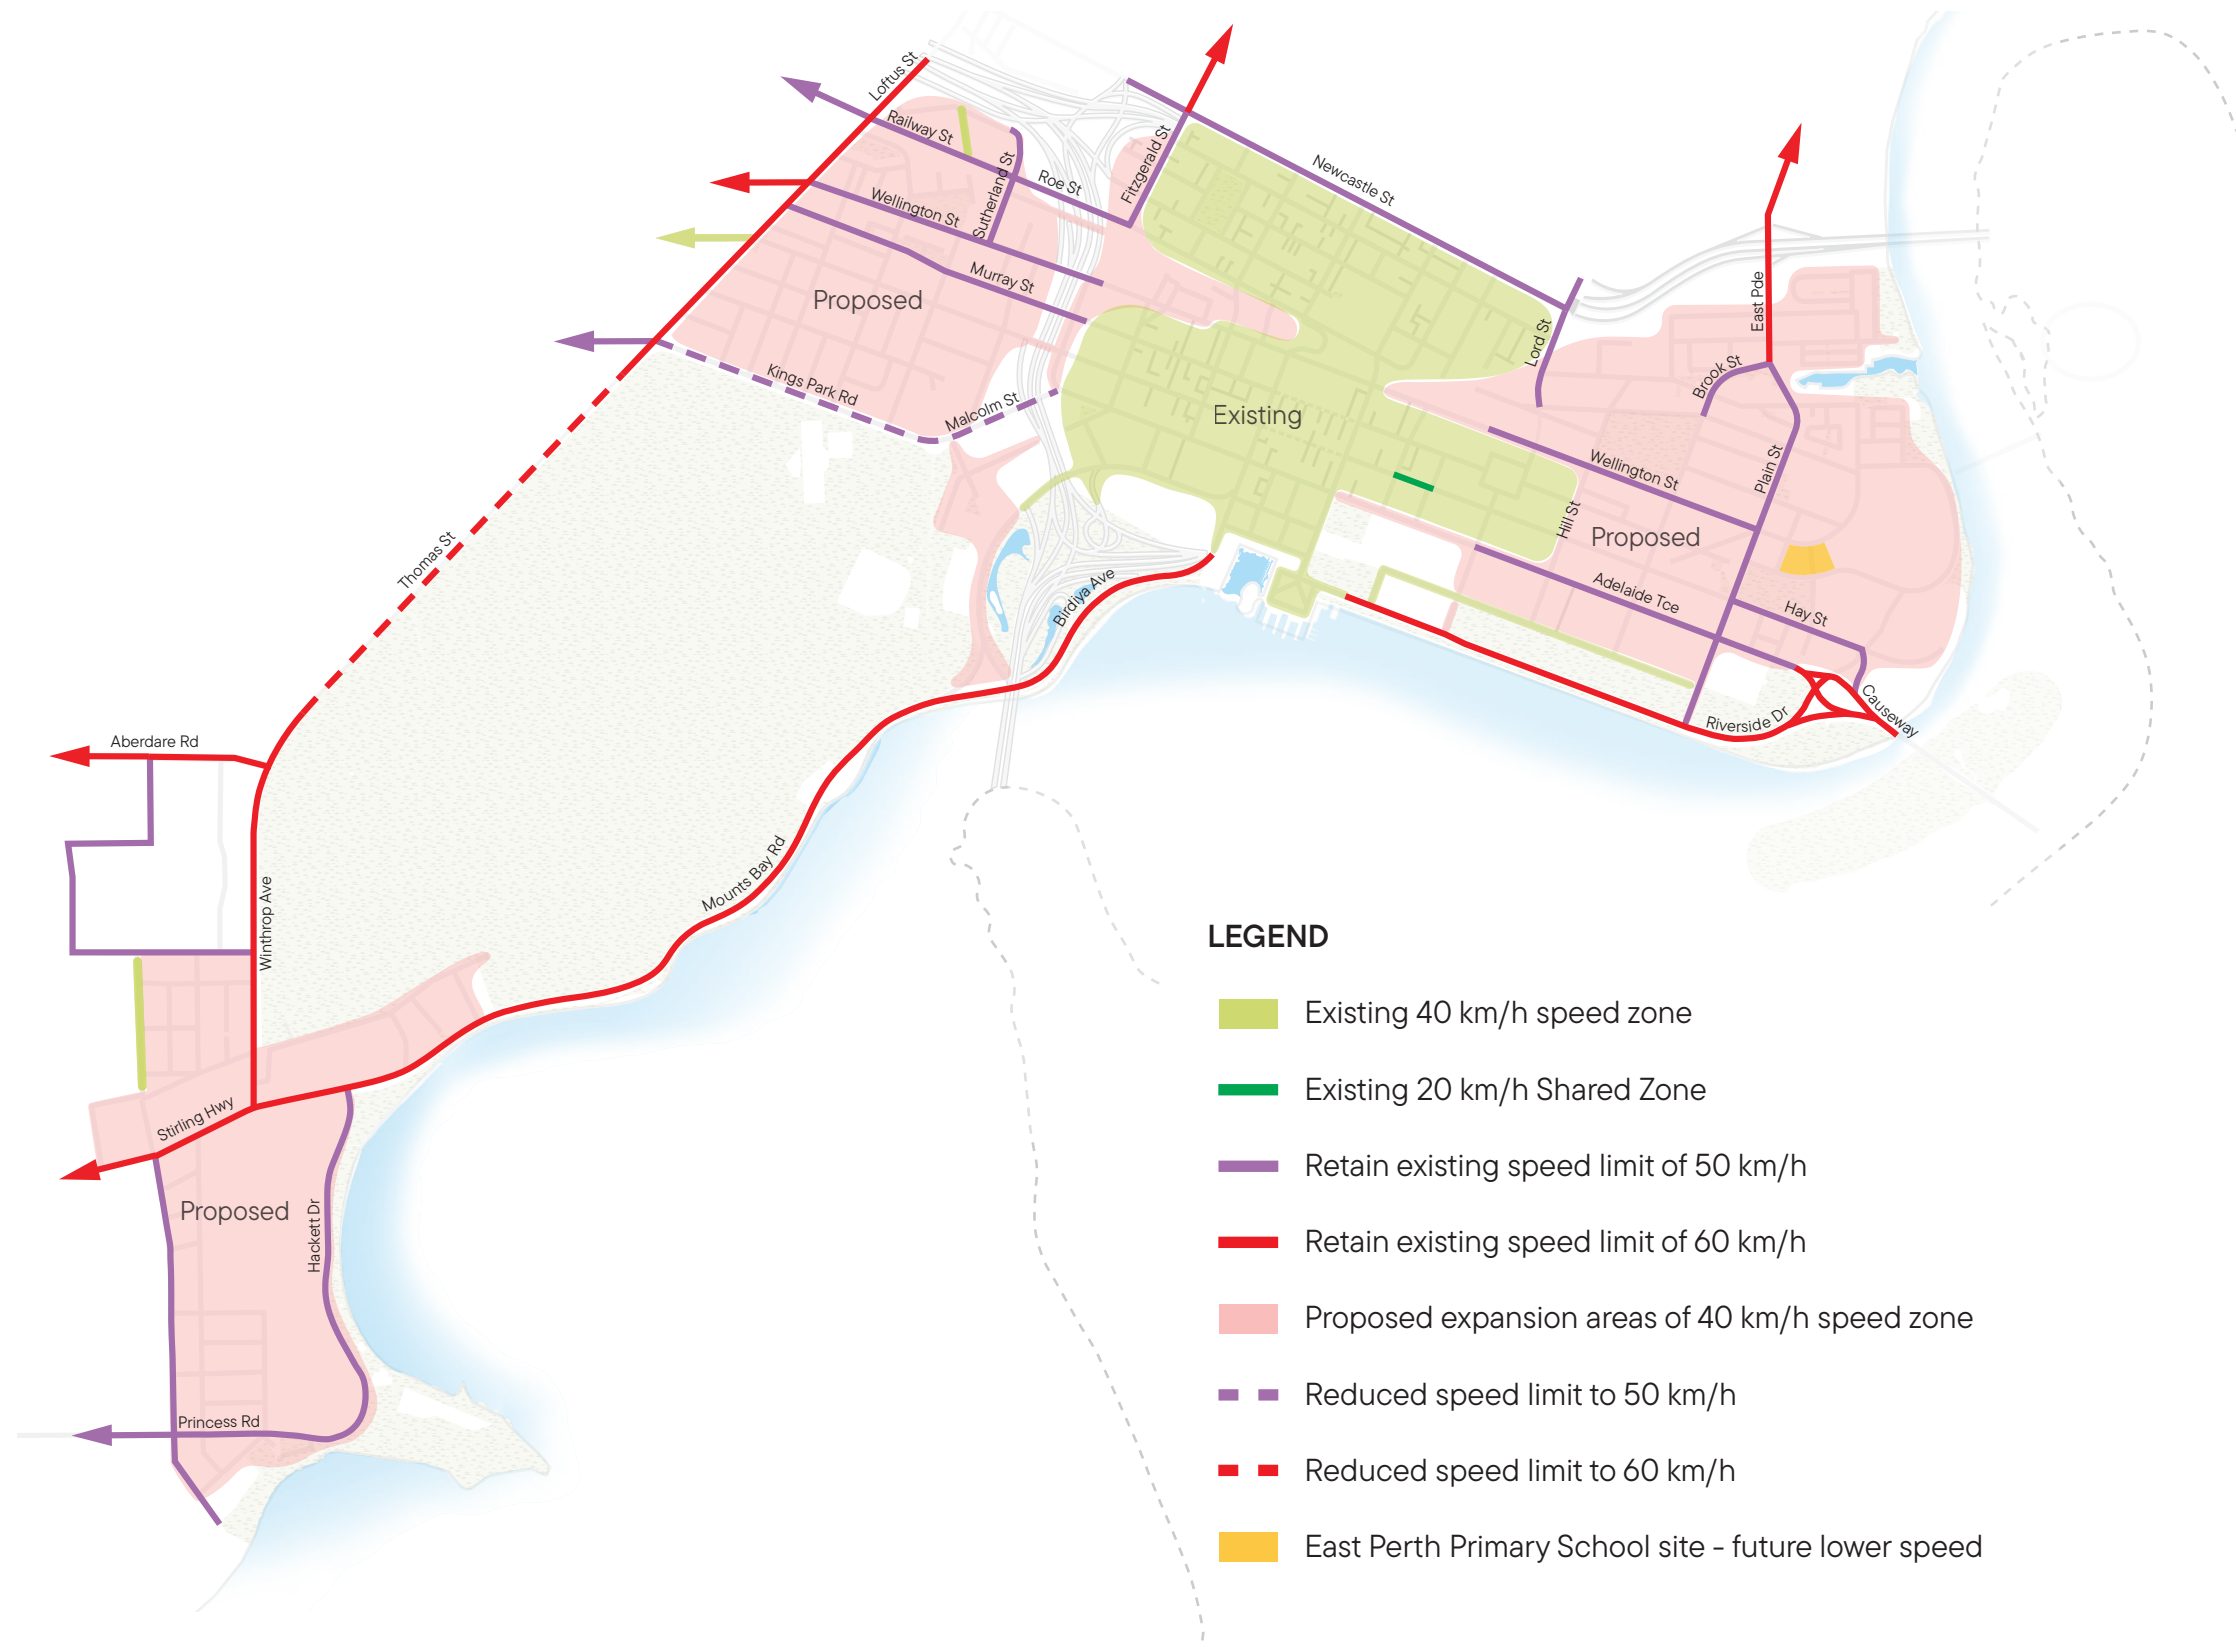 Loftus St
Railway St
Sutherland St
Roe St
Fitzgerald St
Newcastle St
Wellington St
Murray St
Proposed
Kings Park Rd
Malcolm St
Existing
Lord St
East Pde
Brook St
Plain St
Wellington St
Hill St
Proposed
Adelaide Tce
Hay St
Causeway
Riverside Dr
Birdiya Ave
Thomas St
Aberdare Rd
Winthrop Ave
Mounts Bay Rd
Stirling Hwy
Proposed
Hackett Dr
Princess Rd
LEGEND
Existing 40 km/h speed zone
Existing 20 km/h Shared Zone
Retain existing speed limit of 50 km/h
Retain existing speed limit of 60 km/h
Proposed expansion areas of 40 km/h speed zone
Reduced speed limit to 50 km/h
Reduced speed limit to 60 km/h
East Perth Primary School site - future lower speed